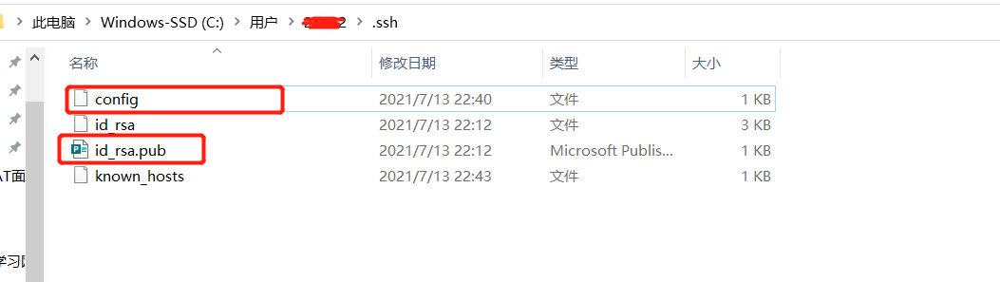 此电脑 > Windows-SSD (C:) > 用户 > > .ssh
名称 修改日期 类型 大小
config 2021/7/13 22:40 文件 1 KB
id_rsa 2021/7/13 22:12 文件 3 KB
id_rsa.pub 2021/7/13 22:12 Microsoft Publis... 1 KB
known_hosts 2021/7/13 22:43 文件 1 KB
AT面
学习